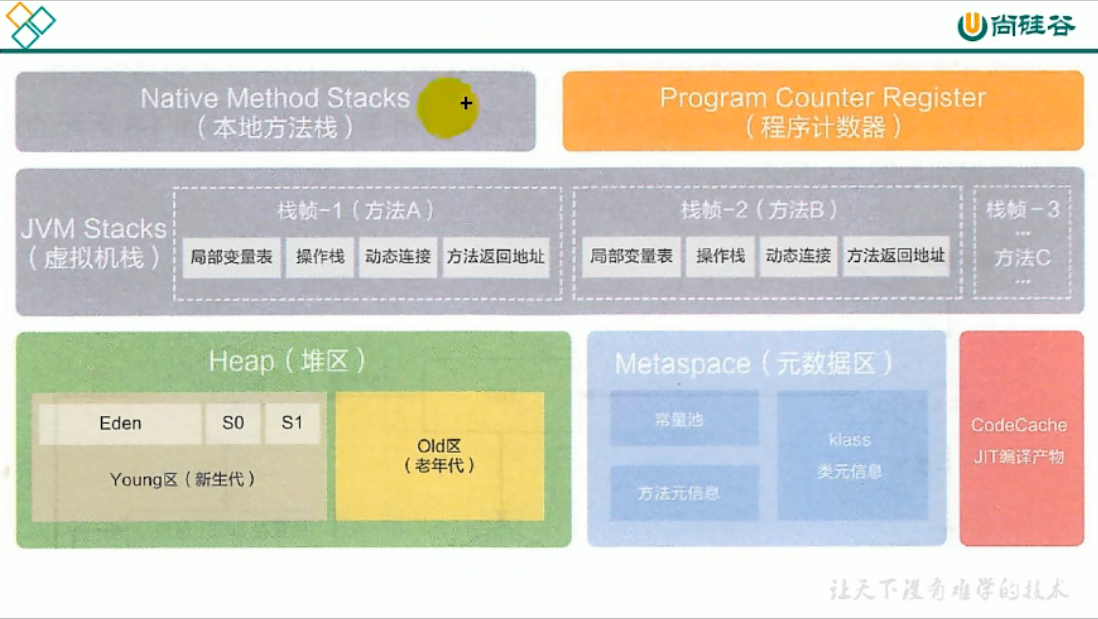 尚硅谷
Native Method Stacks
（本地方法栈）
Program Counter Register
（程序计数器）
JVM Stacks
（虚拟机栈）
栈帧-1（方法A）
局部变量表
操作栈
动态连接
方法返回地址
栈帧-2（方法B）
局部变量表
操作栈
动态连接
方法返回地址
栈帧-3
...
方法C
...
Heap（堆区）
Eden
S0
S1
Young区（新生代）
Old区
（老年代）
Metaspace（元数据区）
常量池
方法元信息
klass
类元信息
CodeCache
JIT编译产物
让天下没有难学的技术